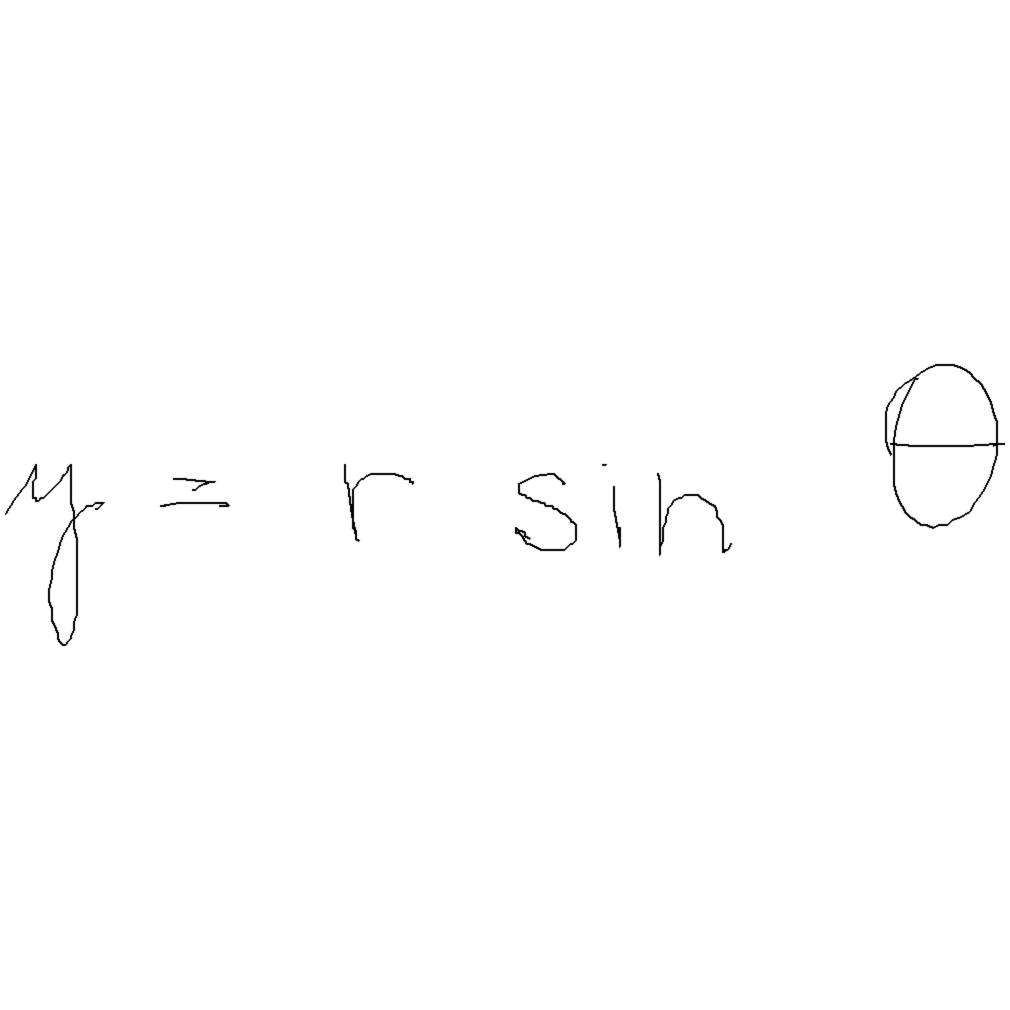 y = r sin θ